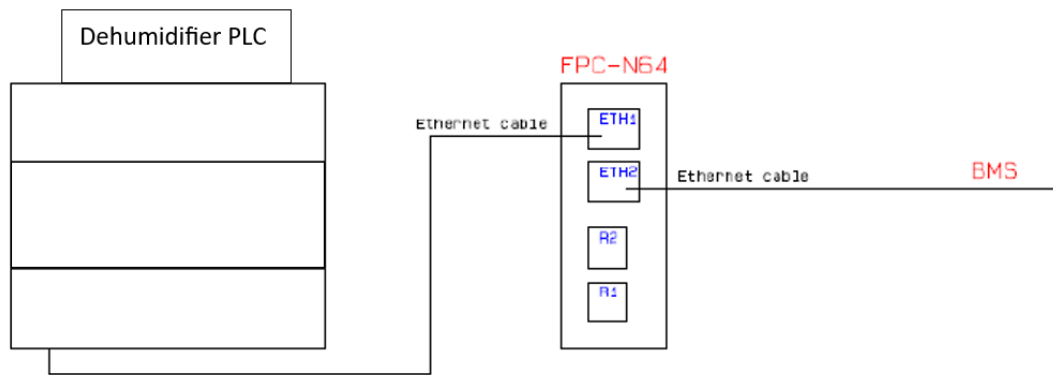 Dehumidifier PLC
FPC-N64
ETH1
Ethernet cable
ETH2
Ethernet cable
BMS
R2
R1